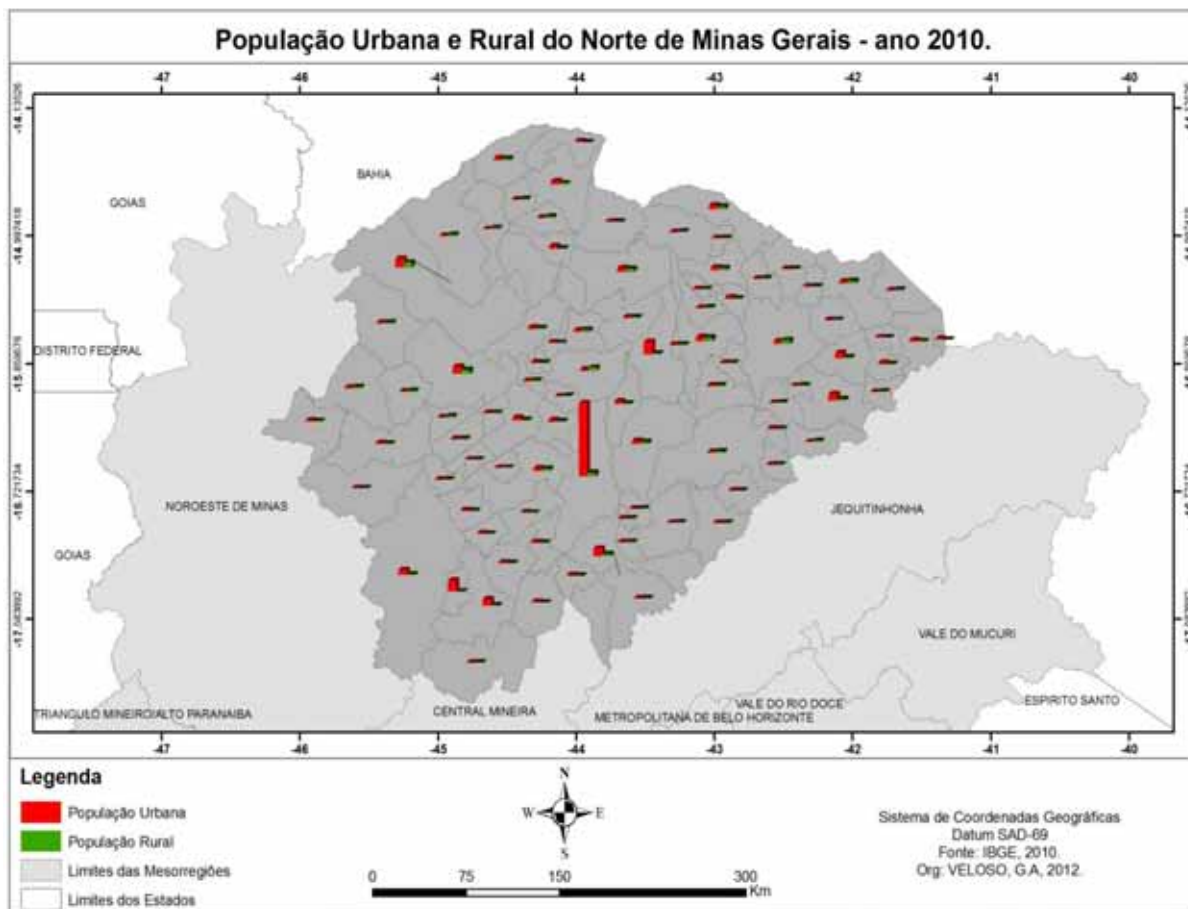 População Urbana e Rural do Norte de Minas Gerais - ano 2010.
-47 -46 -45 -44 -43 -42 -41 -40
BAHIA
GOIAS
-14,997418 -14,997418
DISTRITO FEDERAL
NOROESTE DE MINAS
JEQUITINHONHA
GOIAS
VALE DO MUCURI
ESPIRITO SANTO
TRIANGULO MINEIRO/ALTO PARANAIBA
CENTRAL MINEIRA
VALE DO RIO DOCE
METROPOLITANA DE BELO HORIZONTE
-47 -46 -45 -44 -43 -42 -41 -40
Legenda
População Urbana
População Rural
Limites das Mesorregiões
Limites dos Estados
N
W E
S
0 75 150 300
Km
Sistema de Coordenadas Geográficas
Datum SAD-69
Fonte: IBGE, 2010.
Org: VELOSO, G.A, 2012.